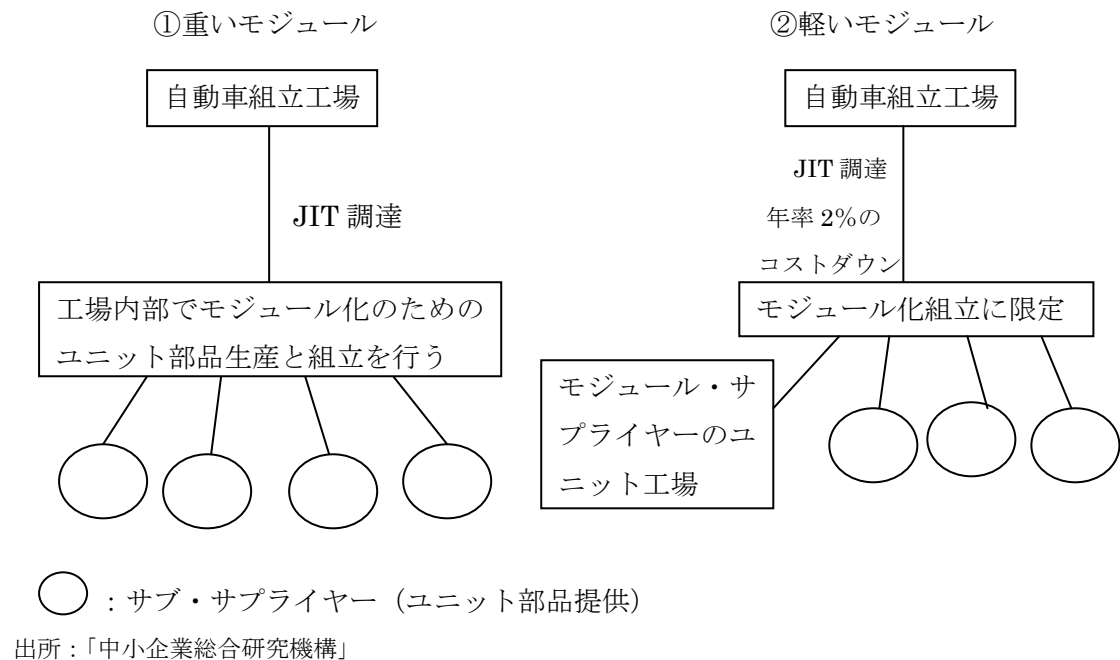 ①重いモジュール
自動車組立工場
JIT 調達
工場内部でモジュール化のための
ユニット部品生産と組立を行う
②軽いモジュール
自動車組立工場
JIT 調達
年率 2%の
コストダウン
モジュール化組立に限定
モジュール・サ
プライヤーのユ
ニット工場
：サブ・サプライヤー（ユニット部品提供）
出所：「中小企業総合研究機構」